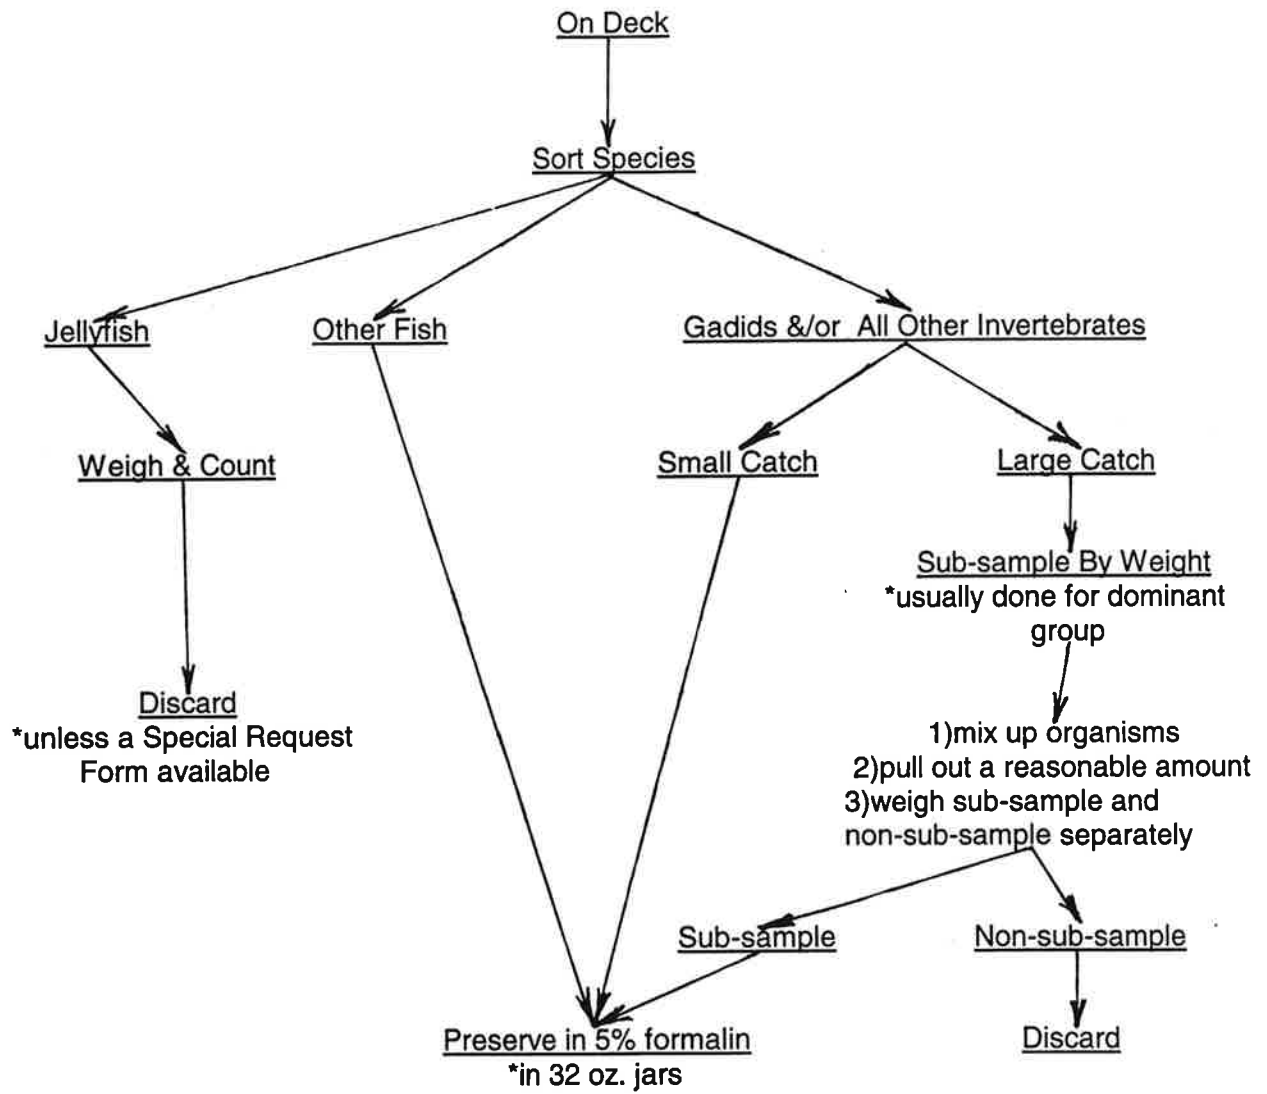 On Deck
Sort Species
Jellyfish
Other Fish
Gadids &/or All Other Invertebrates
Weigh & Count
Small Catch
Large Catch
Sub-sample By Weight
*usually done for dominant
group
Discard
*unless a Special Request
Form available
1)mix up organisms
2)pull out a reasonable amount
3)weigh sub-sample and
non-sub-sample separately
Sub-sample
Non-sub-sample
Preserve in 5% formalin
*in 32 oz. jars
Discard